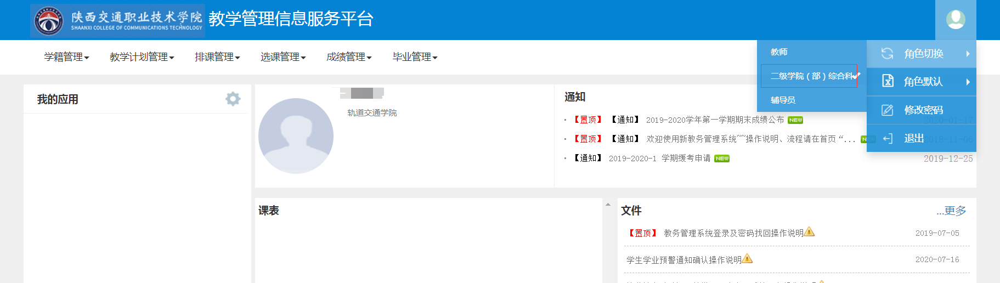 陕西交通职业技术学院
SHAANXI COLLEGE OF COMMUNICATIONS TECHNOLOGY
教学管理信息服务平台
学籍管理 教学计划管理 排课管理 选课管理 成绩管理 毕业管理
教师
二级学院（部）综合科
辅导员
角色切换
角色默认
修改密码
退出
我的应用
轨道交通学院
通知
【置顶】 【通知】 2019-2020学年第一学期期末成绩公布 NEW 2020-01-17
【置顶】 【通知】 欢迎使用新教务管理系统~~操作说明、流程请在首页“... NEW 2018-11-06
【通知】 2019-2020-1 学期缓考申请 NEW 2019-12-25
课表
文件 ...更多
【置顶】 教务管理系统登录及密码找回操作说明 2019-07-05
学生学业预警通知确认操作说明 2020-07-16